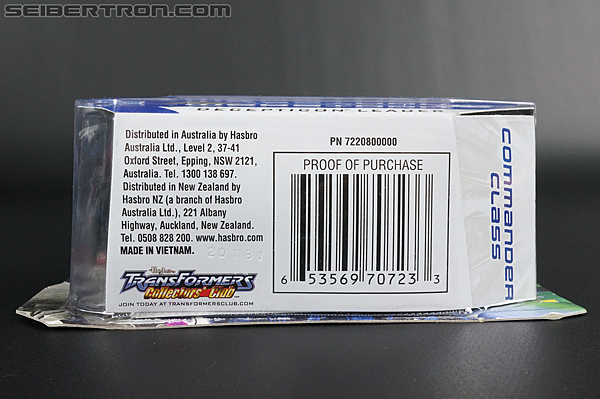 SEIBERTRON.COM
DECEPTICON LEADER
Distributed in Australia by Hasbro
Australia Ltd., Level 2, 37-41
Oxford Street, Epping, NSW 2121,
Australia. Tel. 1300 138 697.
Distributed in New Zealand by
Hasbro NZ (a branch of Hasbro
Australia Ltd.), 221 Albany
Highway, Auckland, New Zealand.
Tel. 0508 828 200. www.hasbro.com
MADE IN VIETNAM.
TRANSFORMERS
Collectors' Club
JOIN TODAY AT TRANSFORMERSCLUB.COM
PN 7220800000
PROOF OF PURCHASE
6 53569 70723 3
COMMANDER
CLASS